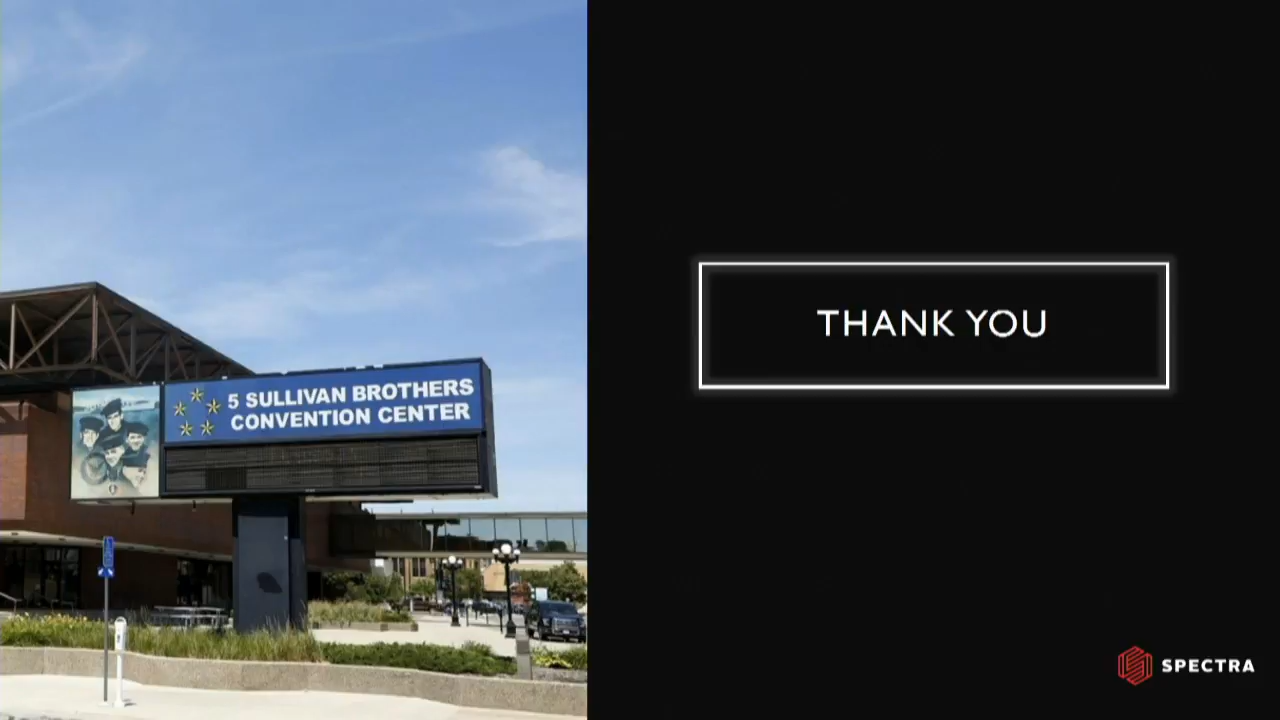 5 SULLIVAN BROTHERS
CONVENTION CENTER
THANK YOU
SPECTRA